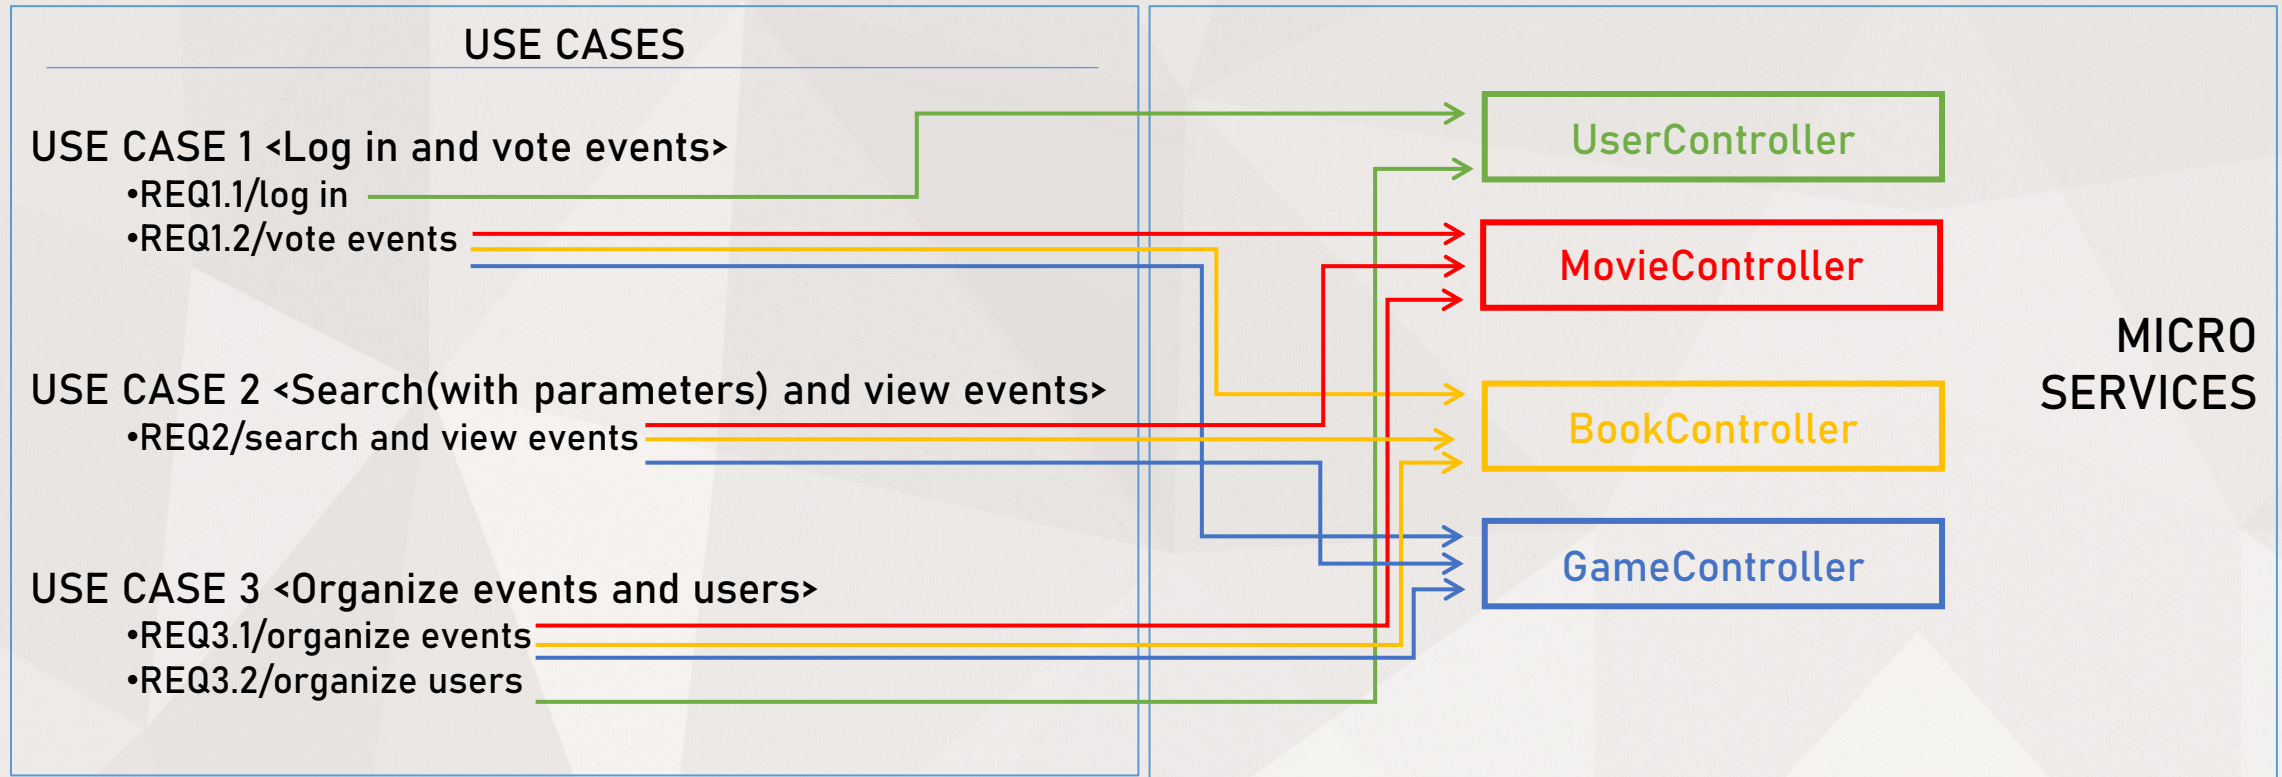 USE CASES
USE CASE 1 <Log in and vote events>
•REQ1.1/log in
•REQ1.2/vote events
USE CASE 2 <Search(with parameters) and view events>
•REQ2/search and view events
USE CASE 3 <Organize events and users>
•REQ3.1/organize events
•REQ3.2/organize users
UserController
MovieController
BookController
GameController
MICRO
SERVICES